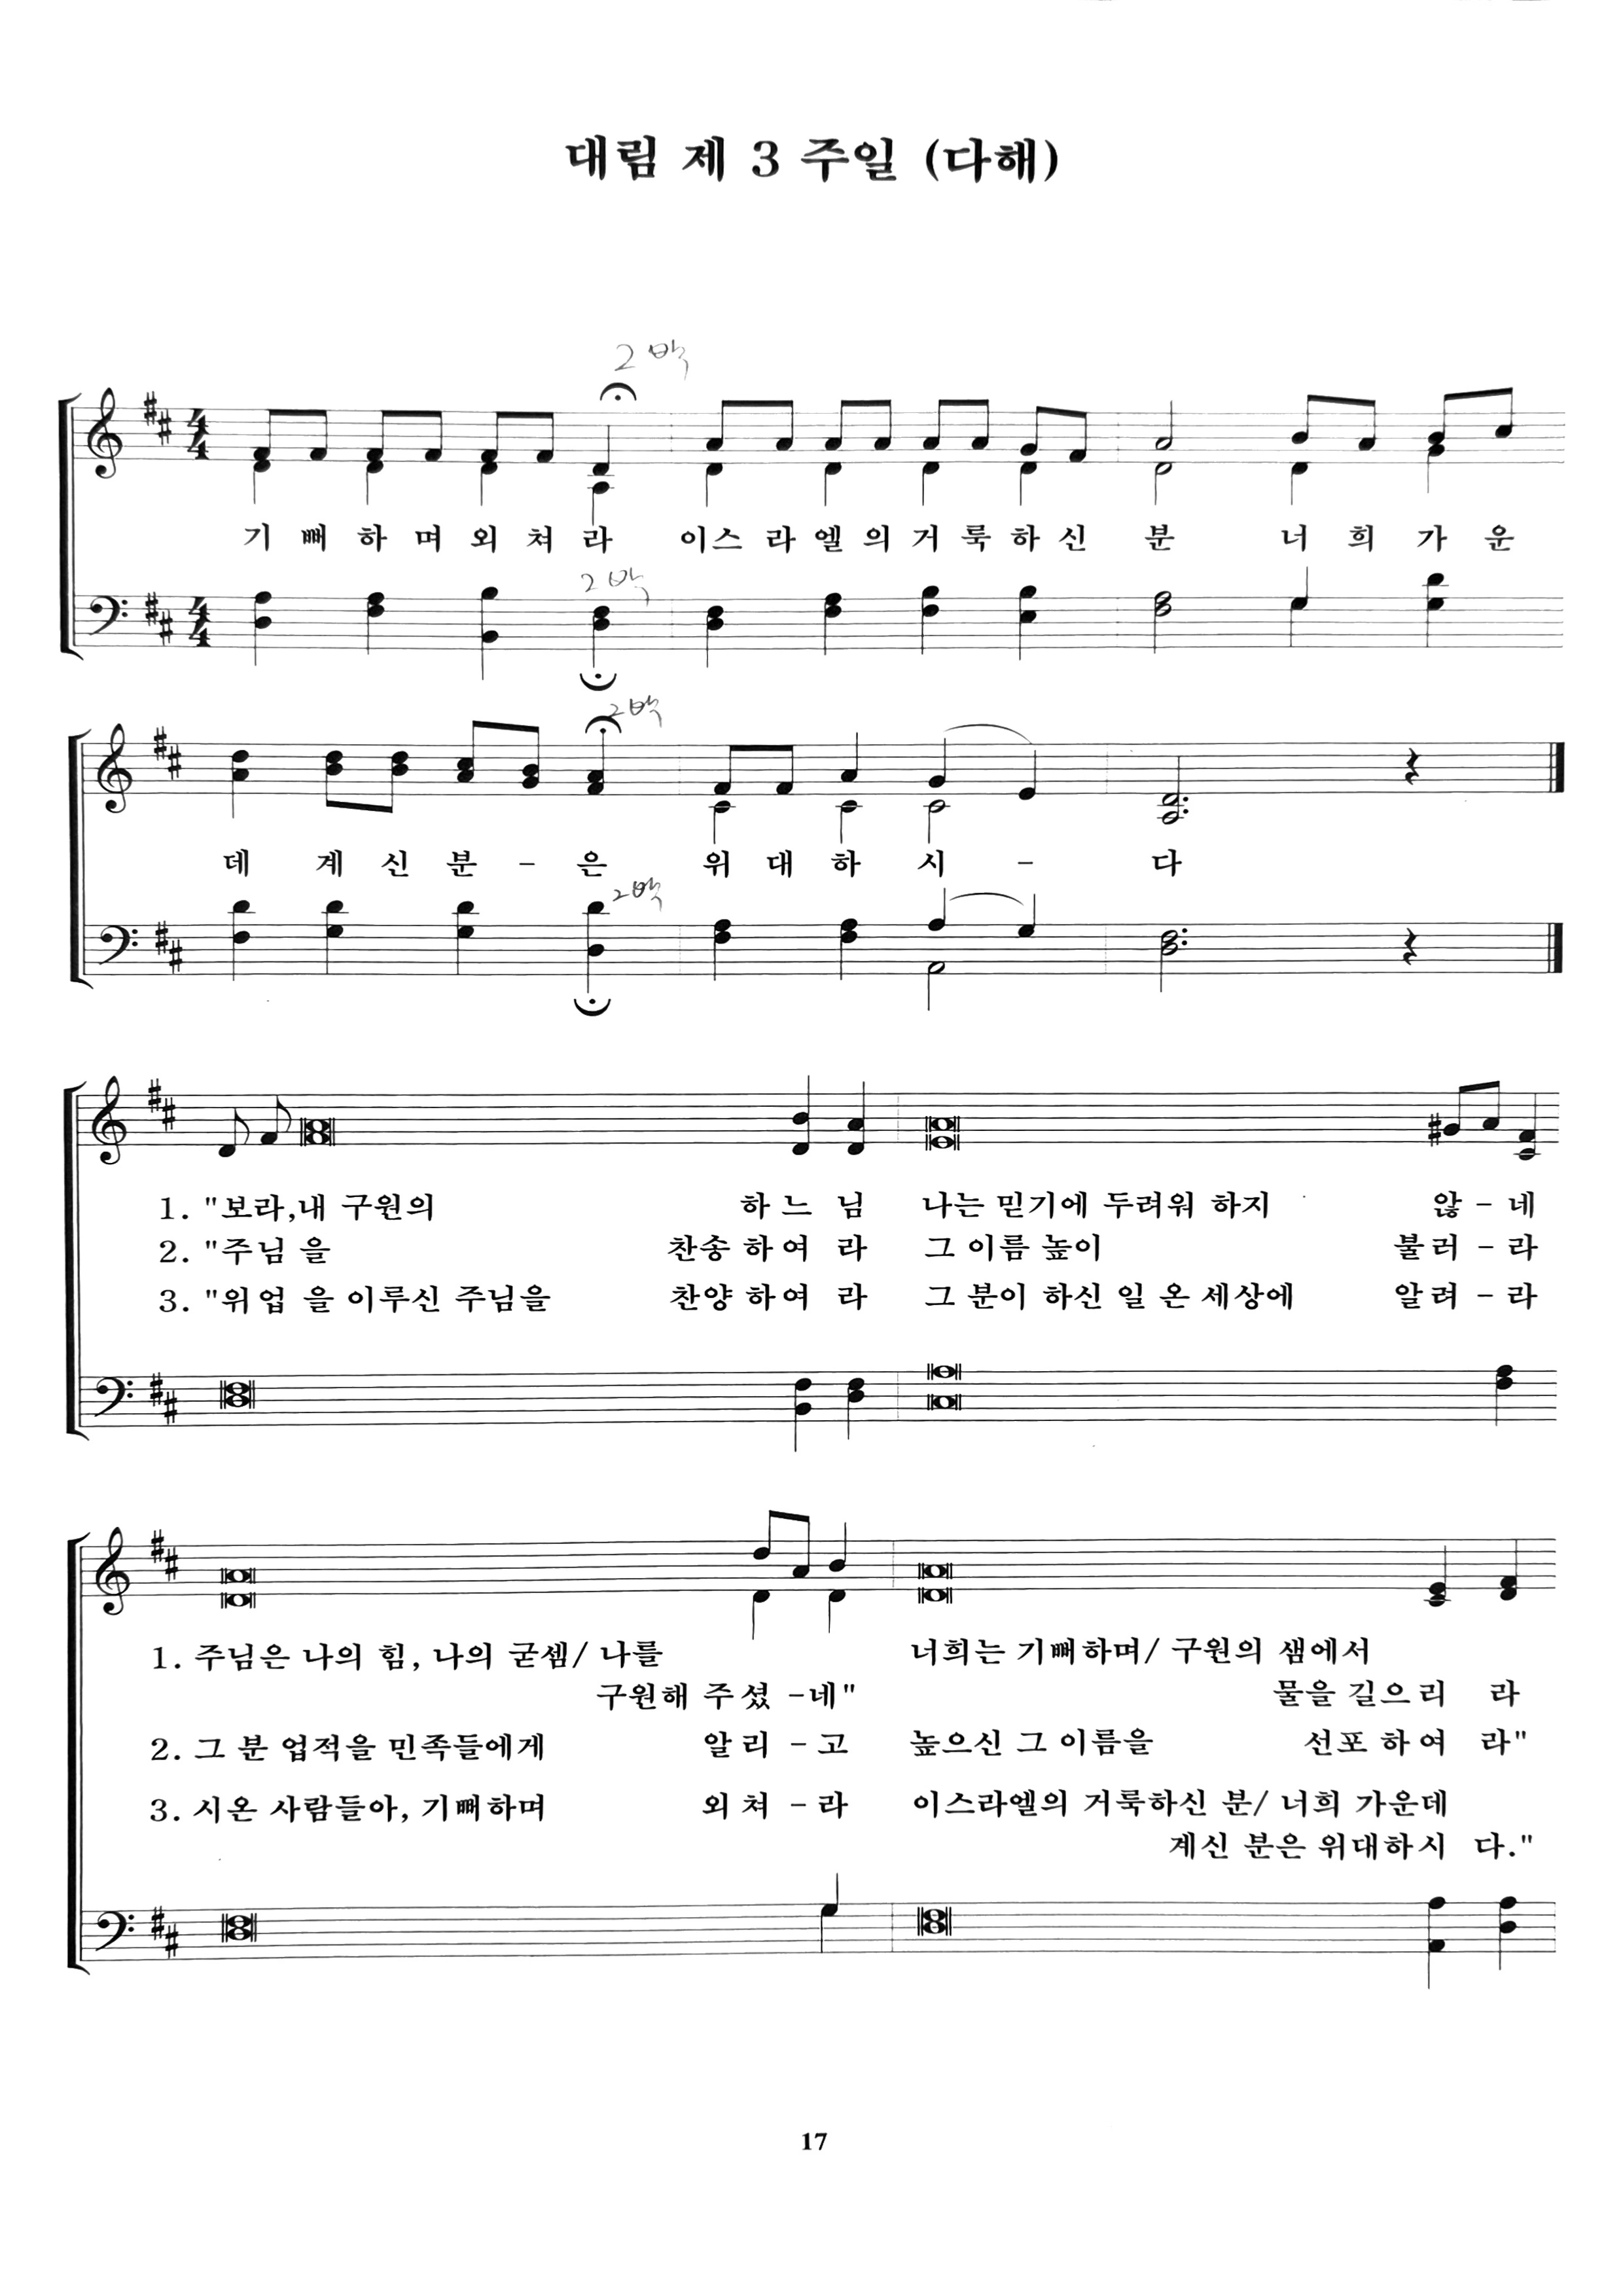 대림 제 3 주일 (다해)
2박
기 뻐 하 며 외 쳐 라 이스 라 엘 의 거 룩 하 신 분 너 희 가 운
2박
2박
데 계 신 분 - 은 위 대 하 시 - 다
2박
1. "보라,내 구원의 하 느 님 나는 믿기에 두려워 하지 않 - 네
2. "주님 을 찬송 하 여 라 그 이름 높이 불 러 - 라
3. "위업 을 이루신 주님을 찬양 하 여 라 그 분이 하신 일 온 세상에 알 려 - 라
1. 주님은 나의 힘, 나의 굳셈/ 나를 너희는 기뻐하며/ 구원의 샘에서
구원해 주 셨 -네" 물을 길으 리 라
2. 그 분 업적을 민족들에게 알 리 - 고 높으신 그 이름을 선포 하 여 라"
3. 시온 사람들아, 기뻐하며 외 쳐 - 라 이스라엘의 거룩하신 분/ 너희 가운데
계신 분은 위대하시 다."
17